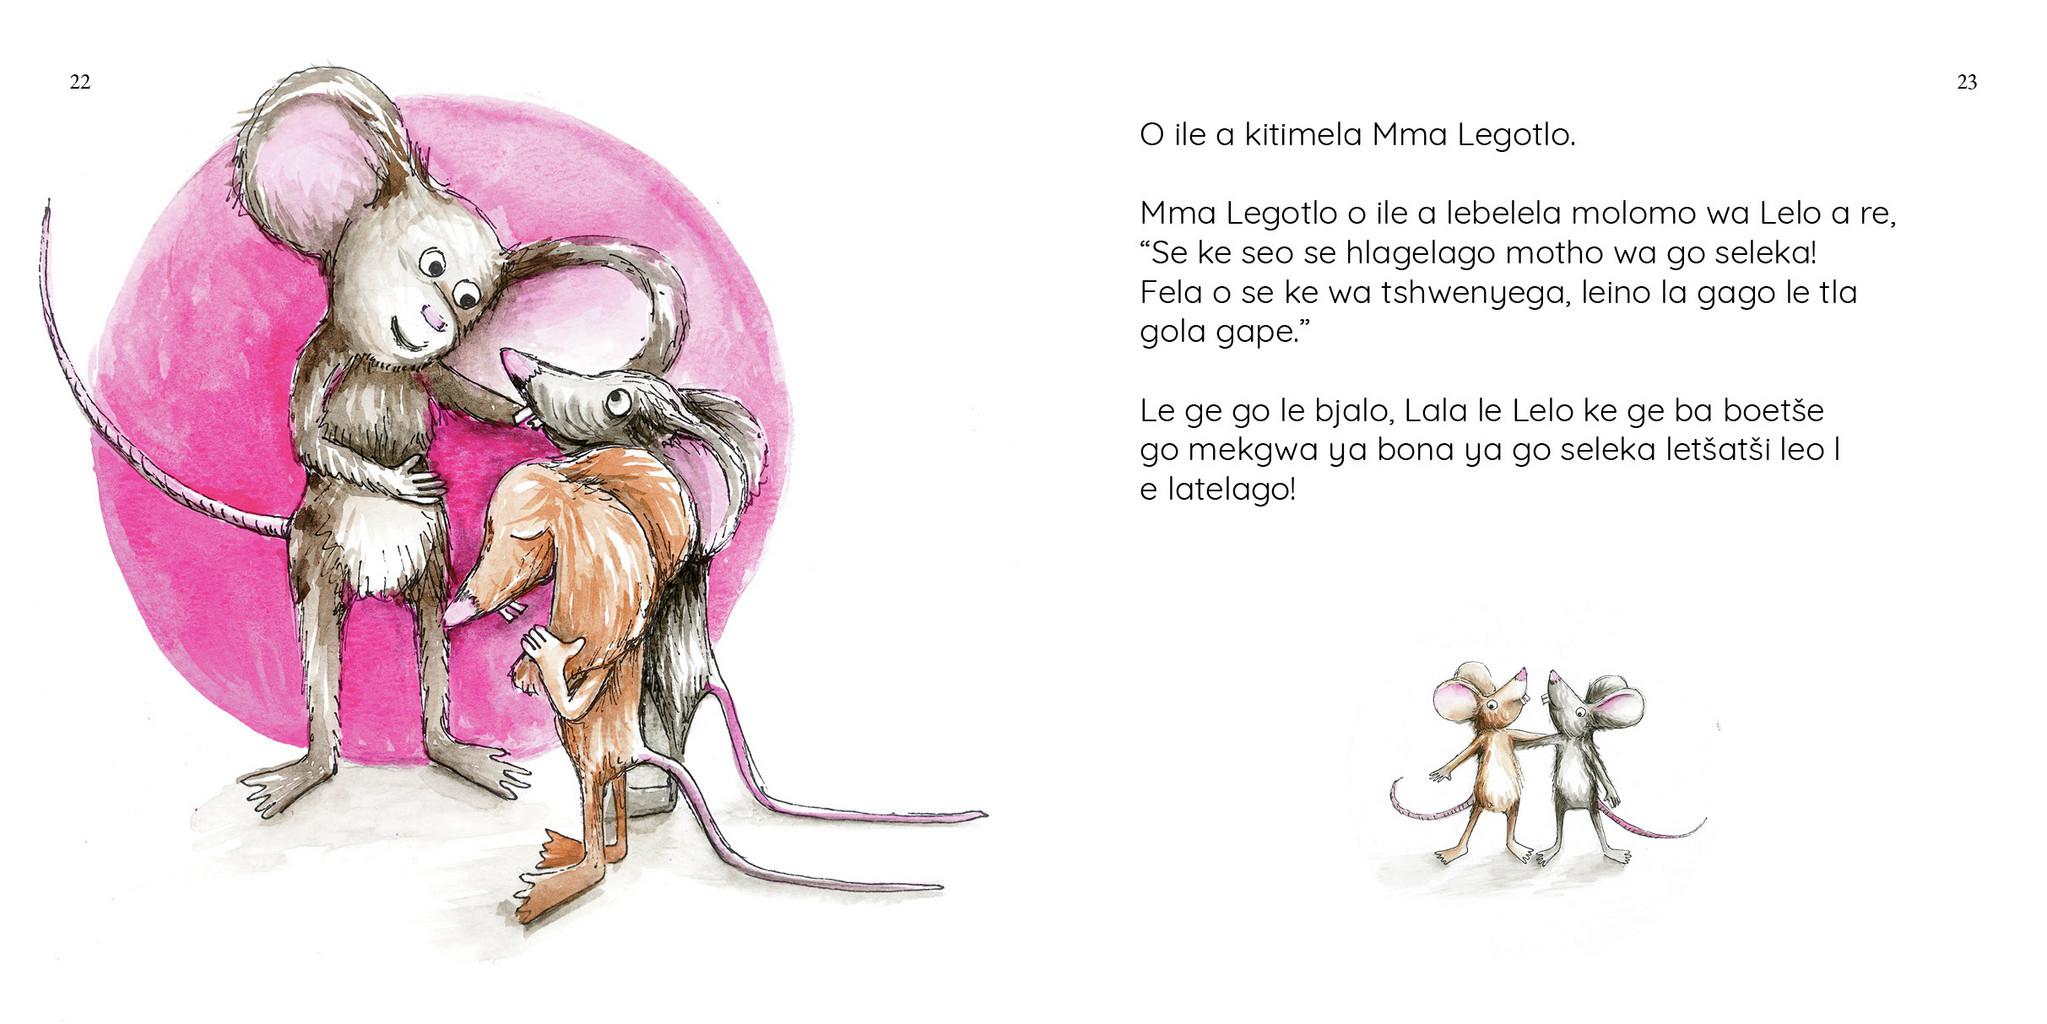 22
23
O ile a kitimela Mma Legotlo.
Mma Legotlo o ile a lebelela molomo wa Lelo a re,
“Se ke seo se hlagelago motho wa go seleka!
Fela o se ke wa tshwenyega, leino la gago le tla
gola gape.”
Le ge go le bjalo, Lala le Lelo ke ge ba boetše
go mekgwa ya bona ya go seleka letšatši leo l
e latelago!